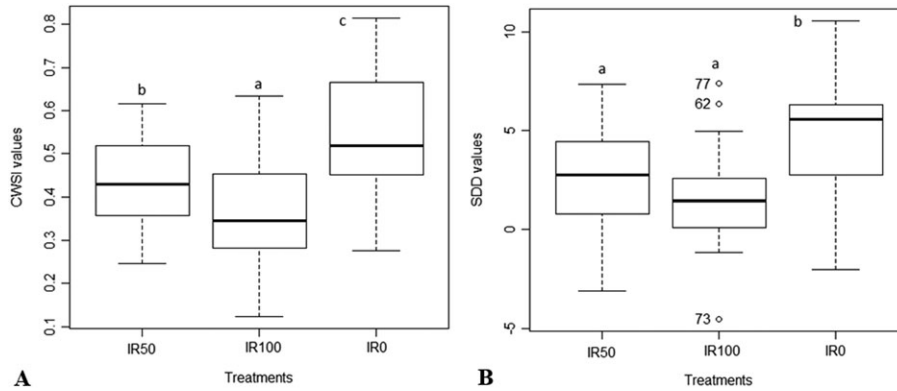 0.8
0.7
0.6
0.5
0.4
0.3
0.2
0.1
CWSI values
b
a
c
IR50 IR100 IR0
Treatments
A
10
5
0
-5
SDD values
a
a
b
77
62
73
IR50 IR100 IR0
Treatments
B